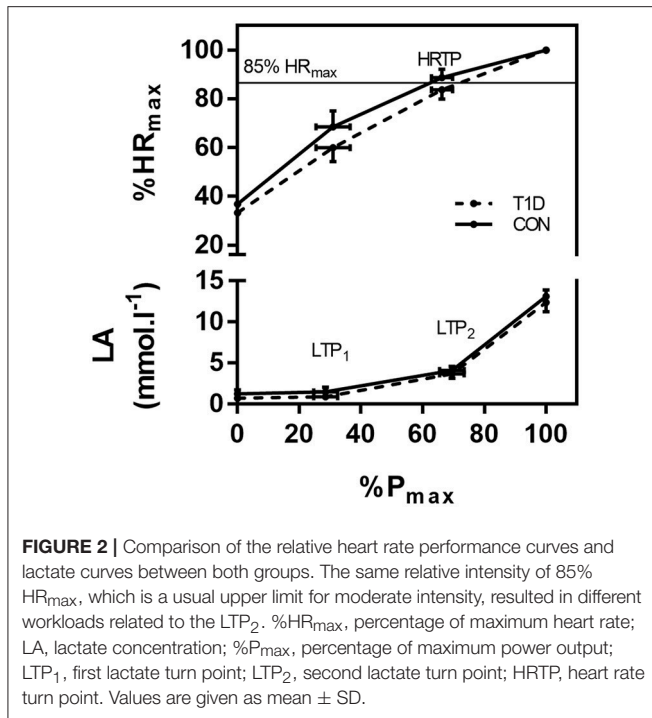 100
80
60
40
20
%HRmax
85% HRmax
HRTP
T1D
CON
15
10
5
0
LA
(mmol.l⁻¹)
LTP₁
LTP₂
0 20 40 60 80 100
%Pmax
FIGURE 2 | Comparison of the relative heart rate performance curves and
lactate curves between both groups. The same relative intensity of 85%
HRmax, which is a usual upper limit for moderate intensity, resulted in different
workloads related to the LTP₂. %HRmax, percentage of maximum heart rate;
LA, lactate concentration; %Pmax, percentage of maximum power output;
LTP₁, first lactate turn point; LTP₂, second lactate turn point; HRTP, heart rate
turn point. Values are given as mean ± SD.